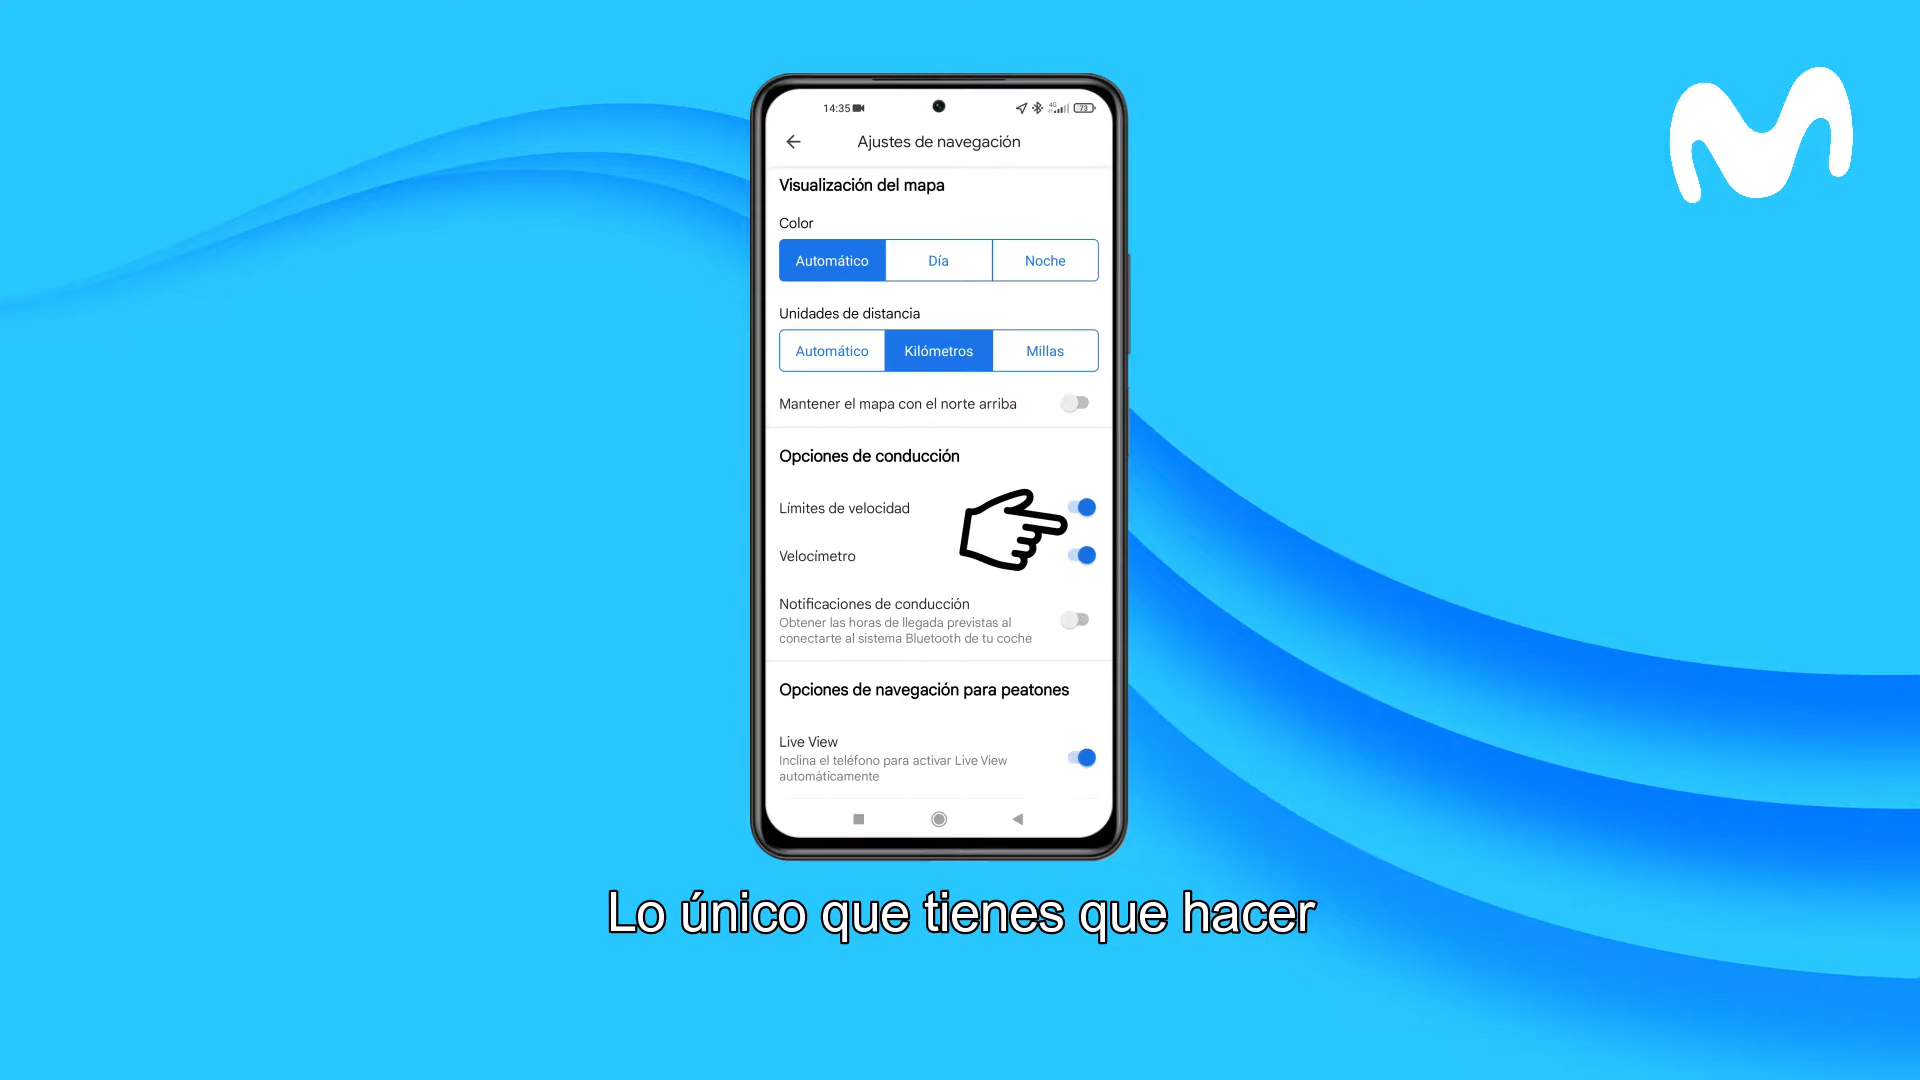 14:35
4G
73
Ajustes de navegación
Visualización del mapa
Color
Automático Día Noche
Unidades de distancia
Automático Kilómetros Millas
Mantener el mapa con el norte arriba
Opciones de conducción
Límites de velocidad
Velocímetro
Notificaciones de conducción
Obtener las horas de llegada previstas al
conectarte al sistema Bluetooth de tu coche
Opciones de navegación para peatones
Live View
Inclina el teléfono para activar Live View
automáticamente
Lo único que tienes que hacer